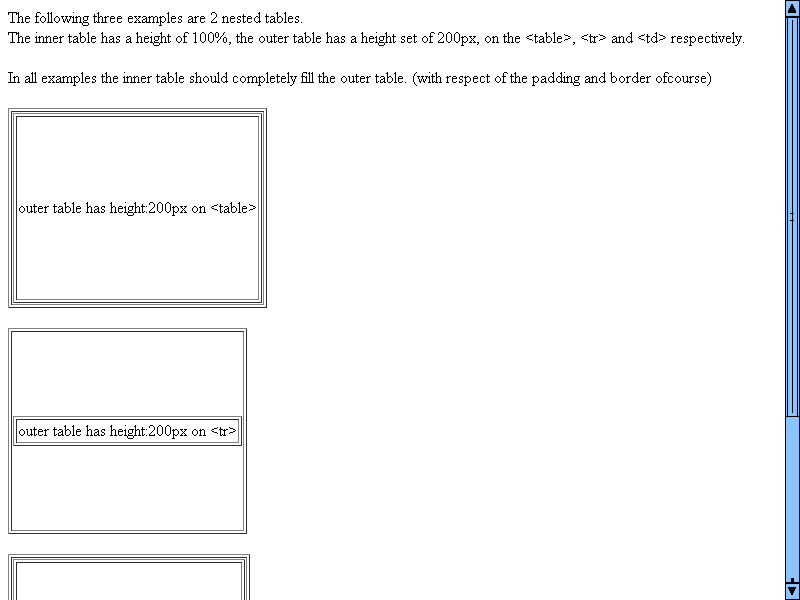 The following three examples are 2 nested tables.
The inner table has a height of 100%, the outer table has a height set of 200px, on the <table>, <tr> and <td> respectively.
In all examples the inner table should completely fill the outer table. (with respect of the padding and border ofcourse)
outer table has height:200px on <table>
outer table has height:200px on <tr>